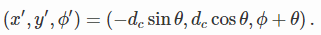 (x′, y′, ϕ′) = (−d_c sin θ, d_c cos θ, ϕ + θ) .